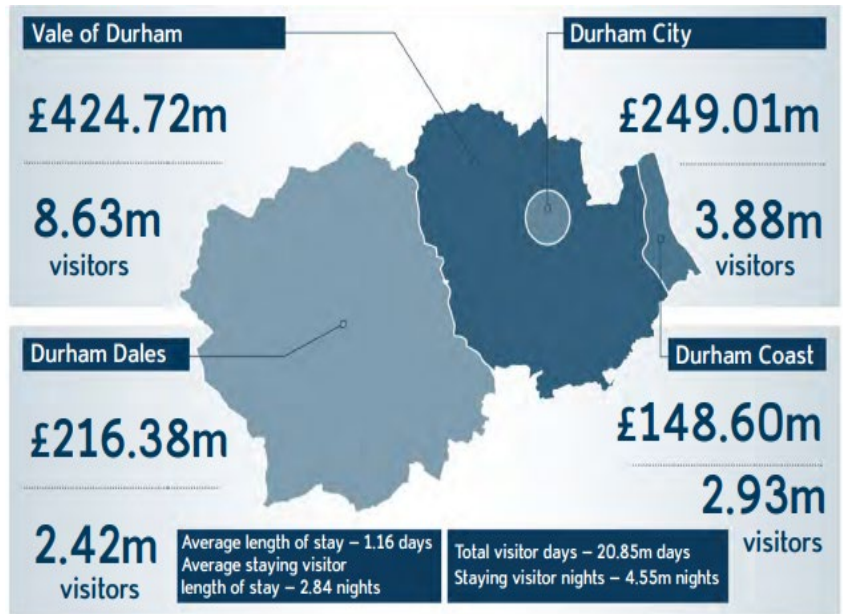 Vale of Durham
£424.72m
8.63m
visitors
Durham City
£249.01m
3.88m
visitors
Durham Dales
£216.38m
2.42m
visitors
Durham Coast
£148.60m
2.93m
visitors
Average length of stay – 1.16 days
Average staying visitor
length of stay – 2.84 nights
Total visitor days – 20.85m days
Staying visitor nights – 4.55m nights